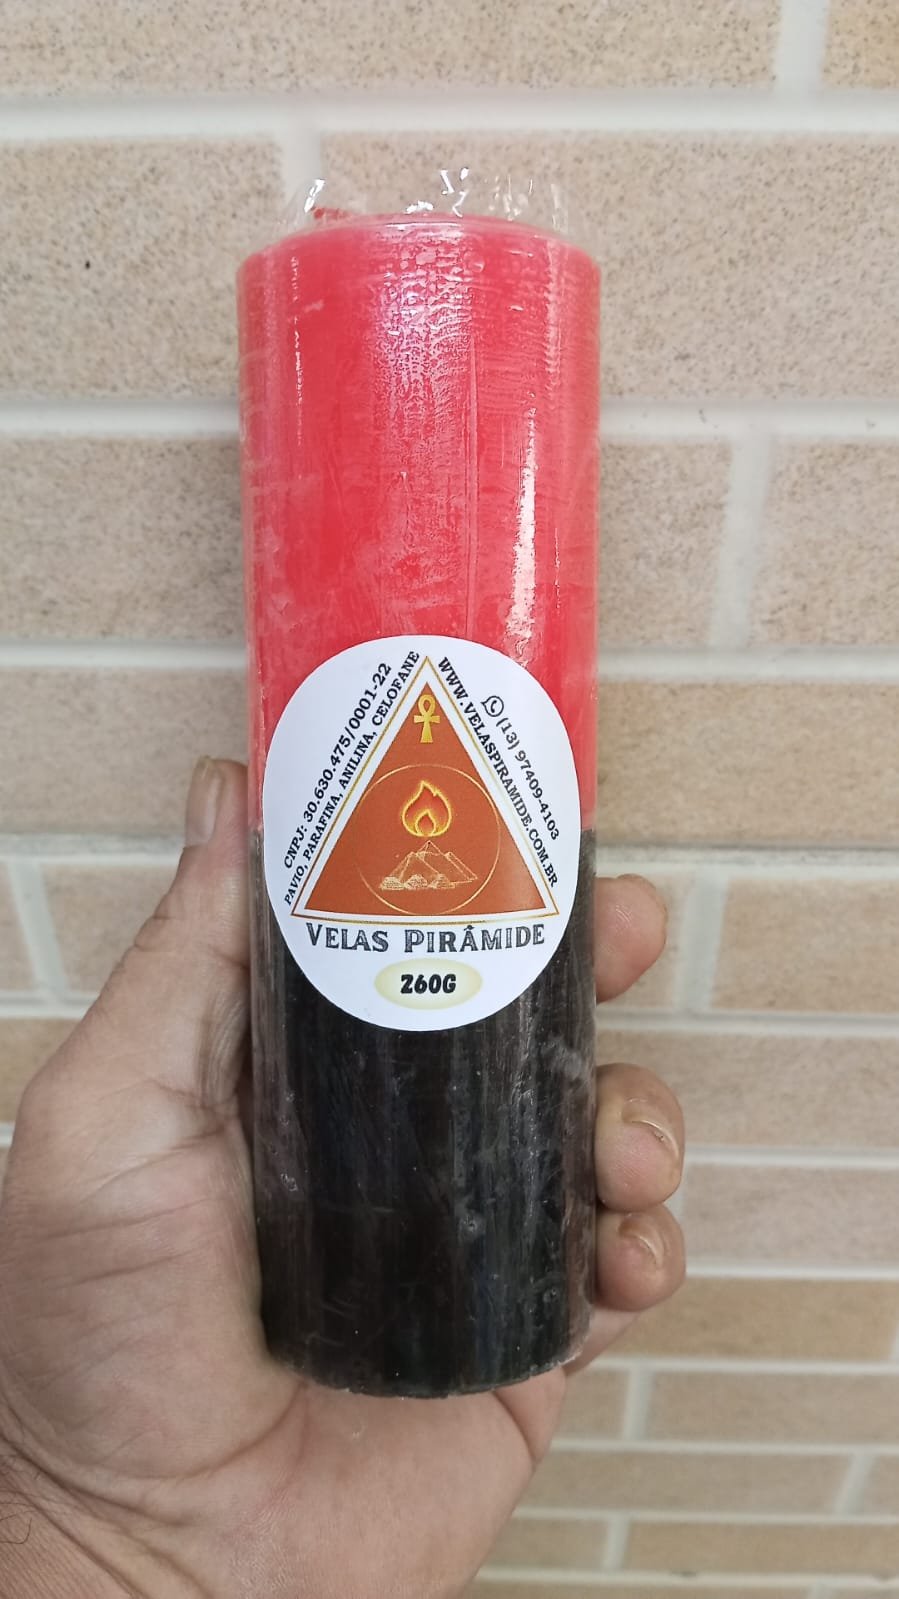 CNPJ: 30.630.475/0001-22
PAVIO, PARAFINA, ANILINA, CELOFANE
WWW.VELASPIRAMIDE.COM.BR
(13) 97409-4103
VELAS PIRÂMIDE
260G